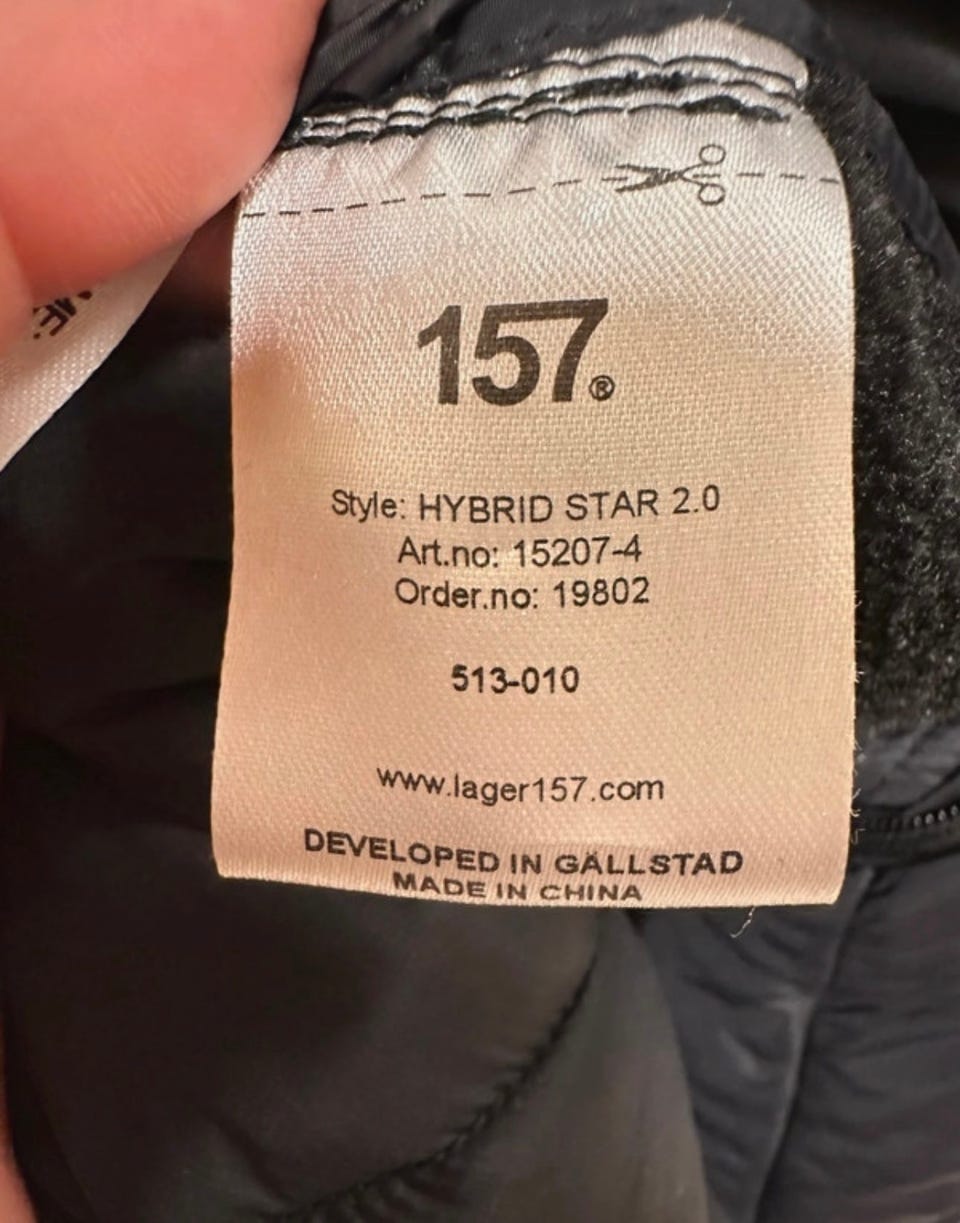 157®
Style: HYBRID STAR 2.0
Art.no: 15207-4
Order.no: 19802
513-010
www.lager157.com
DEVELOPED IN GÄLLSTAD
MADE IN CHINA